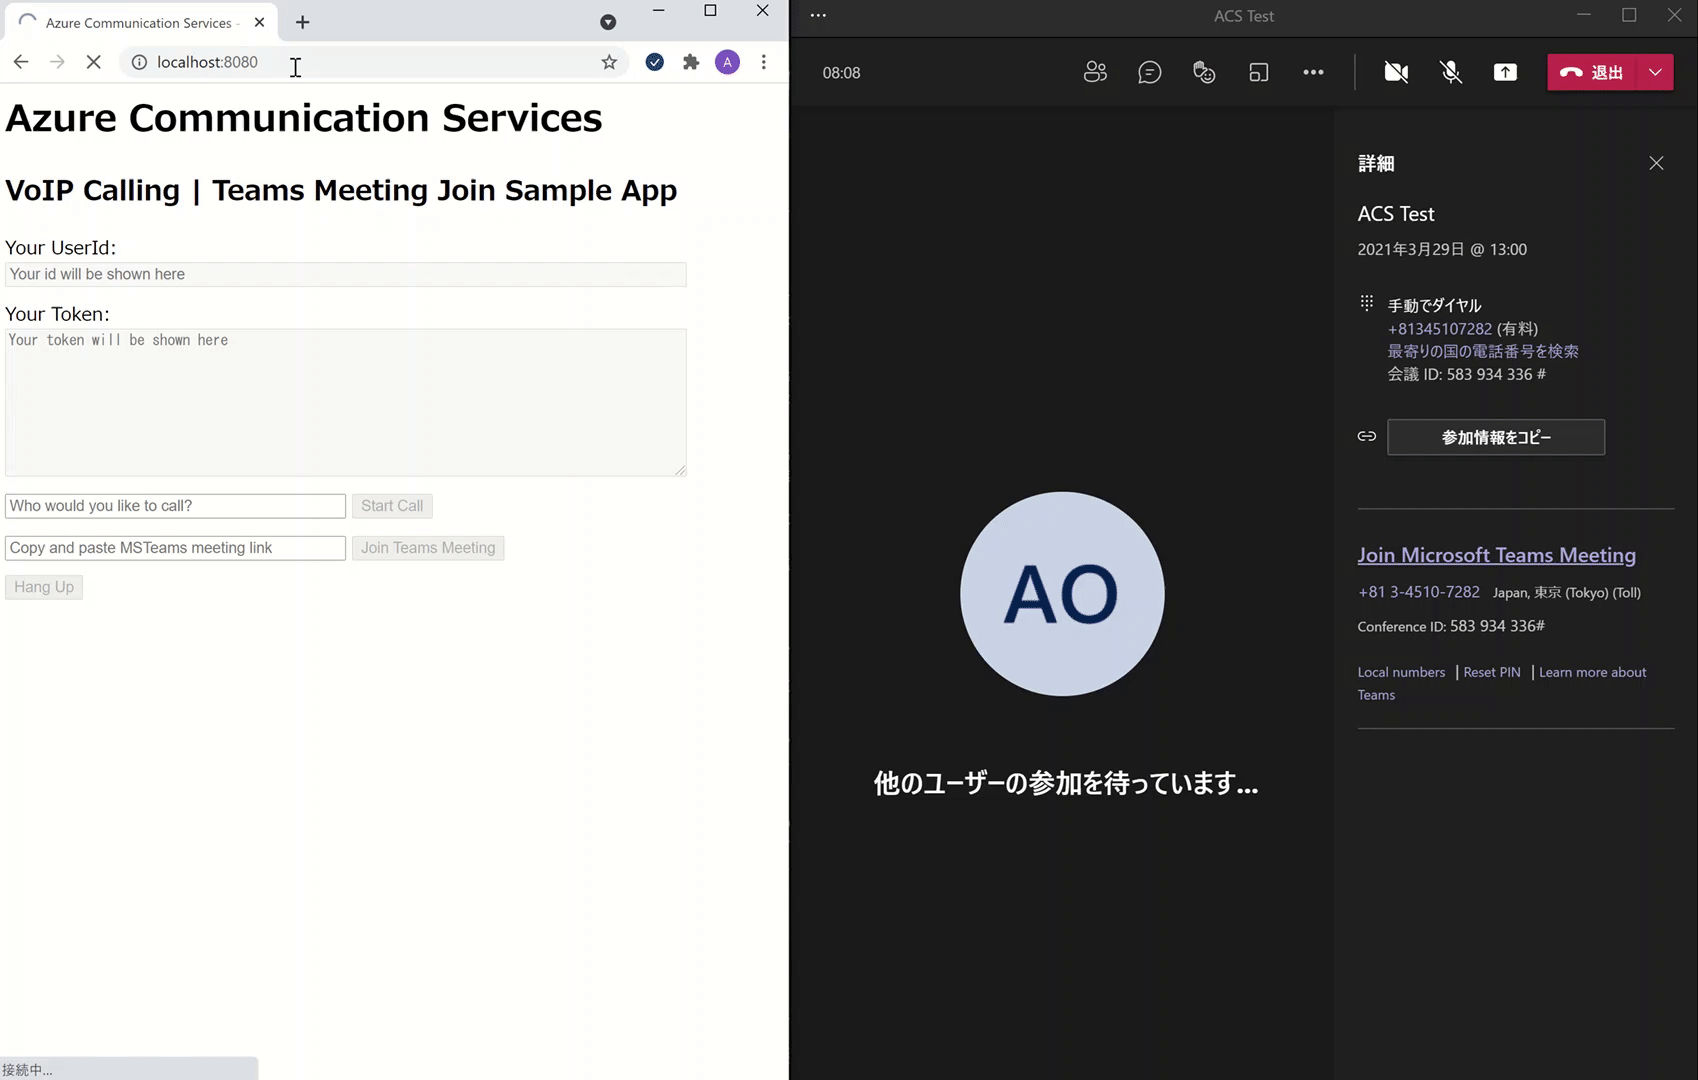 Azure Communication Services -
localhost:8080
A
Azure Communication Services
VoIP Calling | Teams Meeting Join Sample App
Your UserId:
Your id will be shown here
Your Token:
Your token will be shown here
Who would you like to call?
Start Call
Copy and paste MSTeams meeting link
Join Teams Meeting
Hang Up
接続中...
ACS Test
08:08
退出
AO
他のユーザーの参加を待っています...
詳細
ACS Test
2021年3月29日 @ 13:00
手動でダイヤル
+81345107282 (有料)
最寄りの国の電話番号を検索
会議 ID: 583 934 336 #
参加情報をコピー
Join Microsoft Teams Meeting
+81 3-4510-7282 Japan, 東京 (Tokyo) (Toll)
Conference ID: 583 934 336#
Local numbers | Reset PIN | Learn more about
Teams